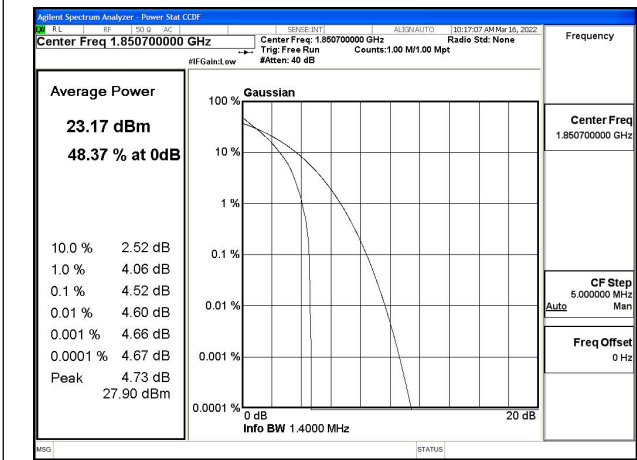 Agilent Spectrum Analyzer - Power Stat CCDF
RL RF 50 Ω AC SENSE:INT ALIGN AUTO 10:17:07 AM Mar 16, 2022
Center Freq 1.850700000 GHz
Center Freq: 1.850700000 GHz Radio Std: None
Trig: Free Run Counts:1.00 M/1.00 Mpt
#IFGain:Low #Atten: 40 dB
Frequency
Average Power
23.17 dBm
48.37 % at 0dB
10.0 % 2.52 dB
1.0 % 4.06 dB
0.1 % 4.52 dB
0.01 % 4.60 dB
0.001 % 4.66 dB
0.0001 % 4.67 dB
Peak 4.73 dB
27.90 dBm
Gaussian
100 %
10 %
1 %
0.1 %
0.01 %
0.001 %
0.0001 %
0 dB 20 dB
Info BW 1.4000 MHz
Center Freq
1.850700000 GHz
CF Step
5.000000 MHz
Auto Man
Freq Offset
0 Hz
MSG STATUS